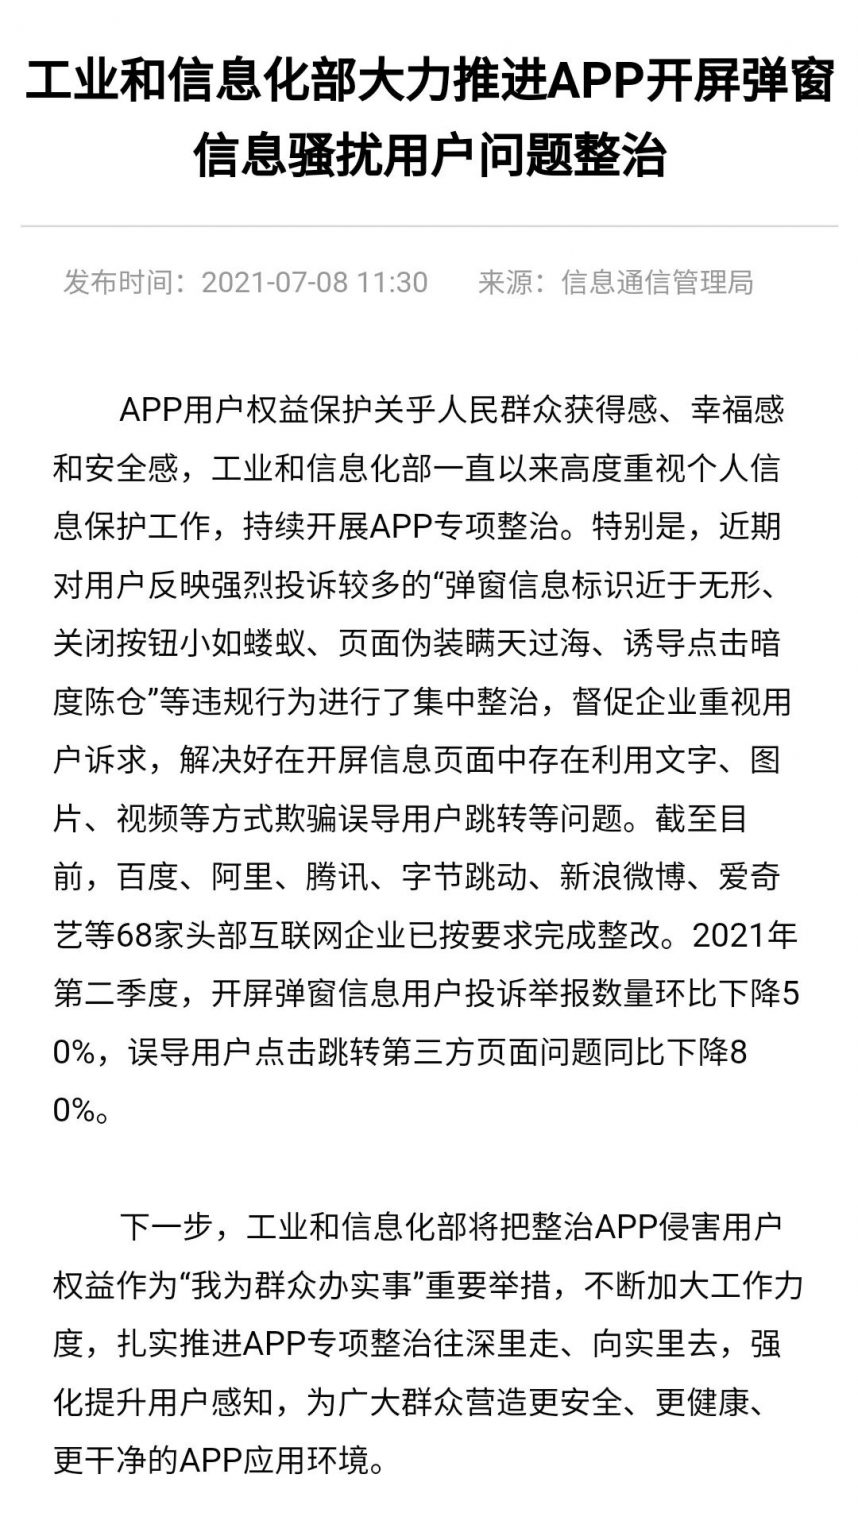 工业和信息化部大力推进APP开屏弹窗
信息骚扰用户问题整治
发布时间：2021-07-08 11:30 来源：信息通信管理局
APP用户权益保护关乎人民群众获得感、幸福感
和安全感，工业和信息化部一直以来高度重视个人信
息保护工作，持续开展APP专项整治。特别是，近期
对用户反映强烈投诉较多的“弹窗信息标识近于无形、
关闭按钮小如蝼蚁、页面伪装瞒天过海、诱导点击暗
度陈仓”等违规行为进行了集中整治，督促企业重视用
户诉求，解决好在开屏信息页面中存在利用文字、图
片、视频等方式欺骗误导用户跳转等问题。截至目
前，百度、阿里、腾讯、字节跳动、新浪微博、爱奇
艺等68家头部互联网企业已按要求完成整改。2021年
第二季度，开屏弹窗信息用户投诉举报数量环比下降5
0%，误导用户点击跳转第三方页面问题同比下降8
0%。
下一步，工业和信息化部将把整治APP侵害用户
权益作为“我为群众办实事”重要举措，不断加大工作力
度，扎实推进APP专项整治往深里走、向实里去，强
化提升用户感知，为广大群众营造更安全、更健康、
更干净的APP应用环境。